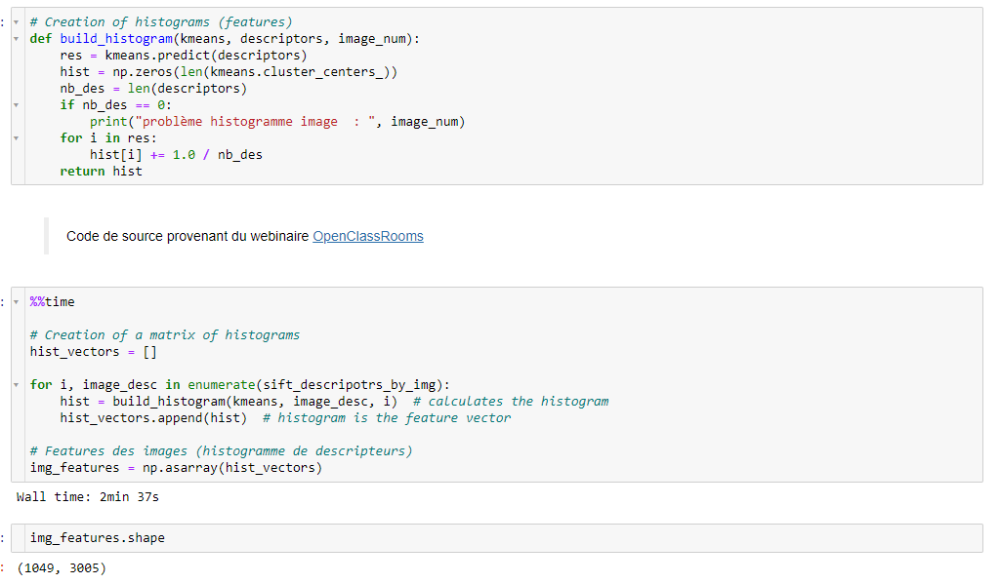 # Creation of histograms (features)
def build_histogram(kmeans, descriptors, image_num):
    res = kmeans.predict(descriptors)
    hist = np.zeros(len(kmeans.cluster_centers_))
    nb_des = len(descriptors)
    if nb_des == 0:
        print("problème histogramme image  : ", image_num)
    for i in res:
        hist[i] += 1.0 / nb_des
    return hist
Code de source provenant du webinaire OpenClassRooms
%%time
# Creation of a matrix of histograms
hist_vectors = []
for i, image_desc in enumerate(sift_descripotrs_by_img):
    hist = build_histogram(kmeans, image_desc, i)  # calculates the histogram
    hist_vectors.append(hist)  # histogram is the feature vector
# Features des images (histogramme de descripteurs)
img_features = np.asarray(hist_vectors)
Wall time: 2min 37s
img_features.shape
(1049, 3005)